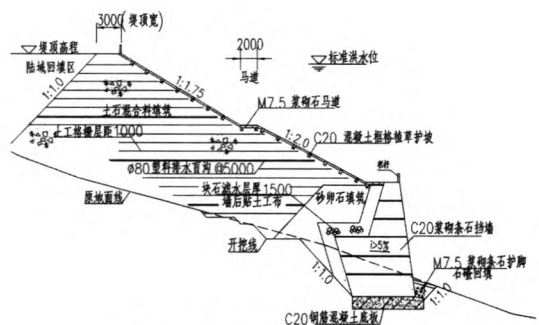 3000(堤顶宽)
2000
堤顶高程
标准洪水位
陆域回填区
马道
1:1.75
1:1.0
M7.5 浆砌石马道
土石混合料填筑
1:2.0
C20 混凝土框格植草护坡
土工格栅层距1000
栏杆
ø80塑料排水盲沟@5000
块石滤水层厚1500
砂卵石填筑
墙后贴土工布
原地面线
C20浆砌条石挡墙
i>5%
开挖线
M7.5 浆砌条石护脚
石碴回填
1:1.0
1:1.0
C20钢筋混凝土底板